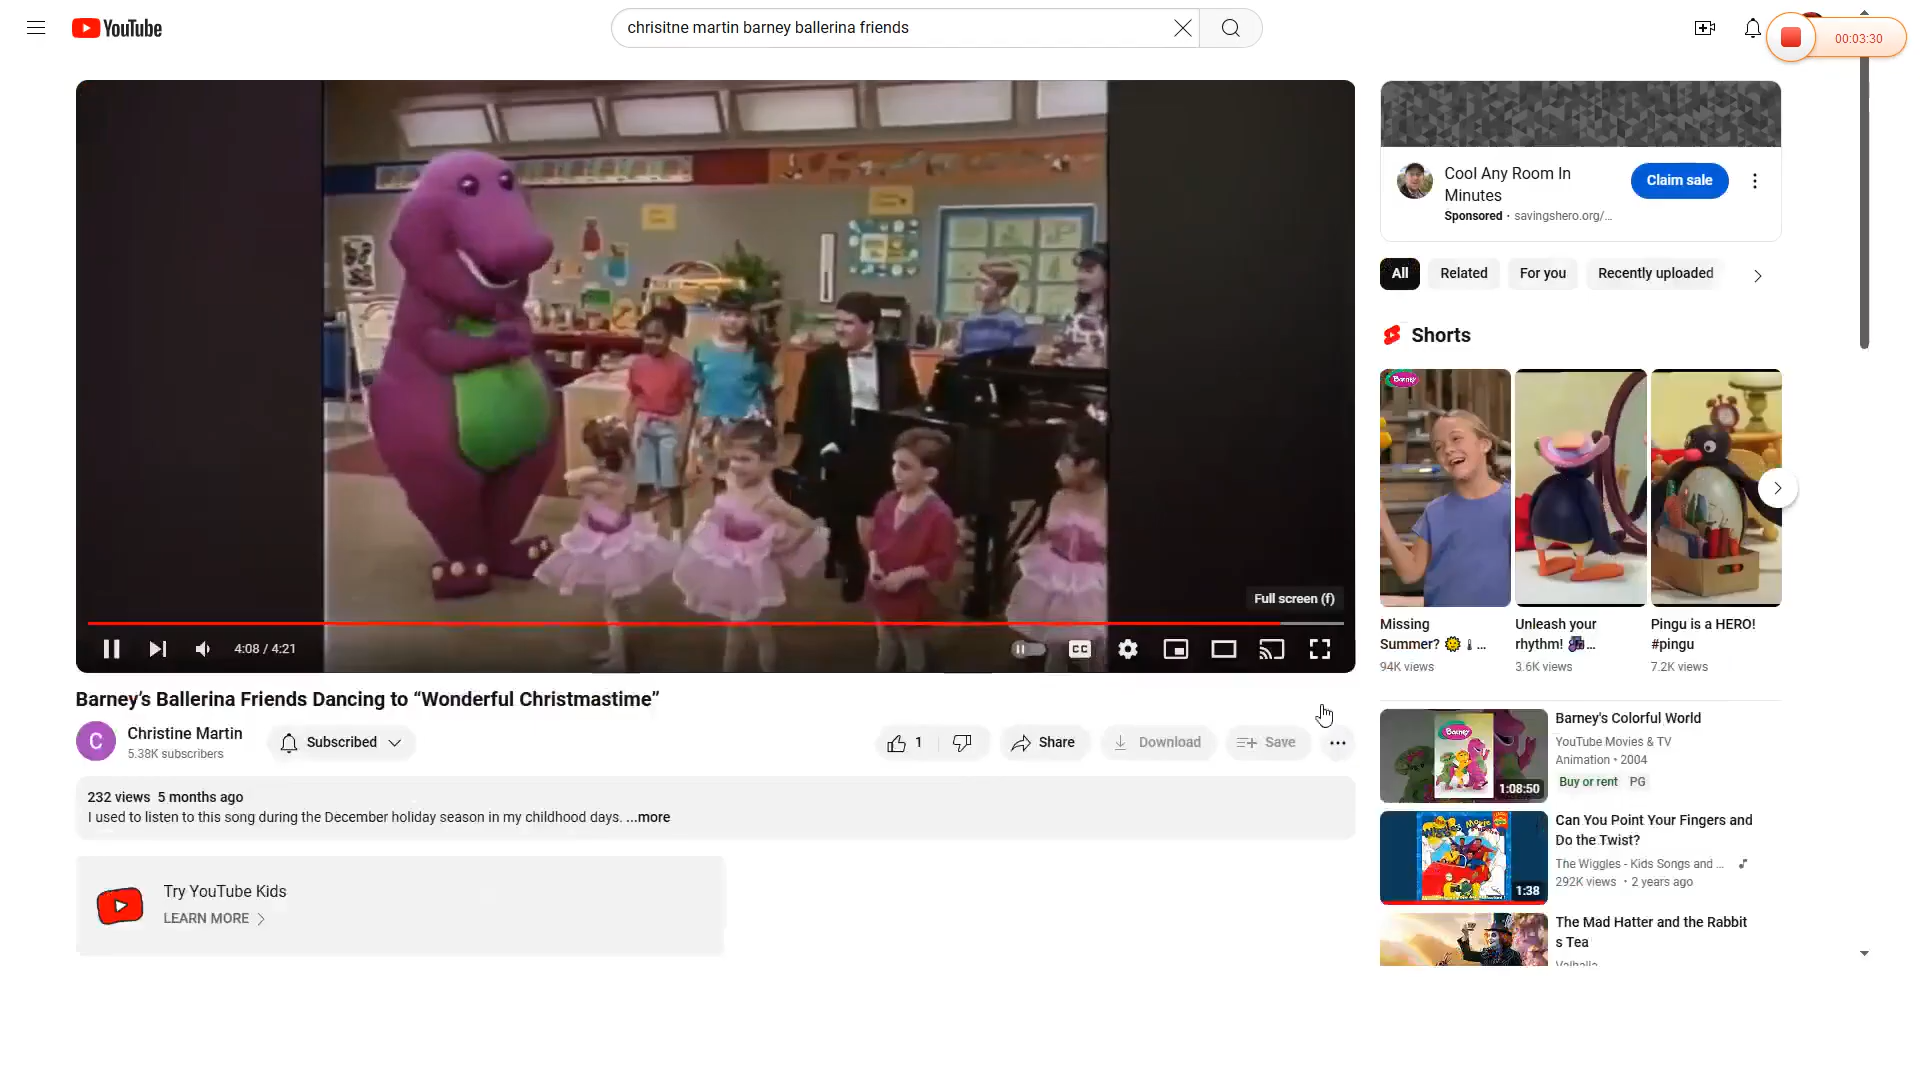 YouTube
chrisitne martin barney ballerina friends
00:03:30
Cool Any Room In
Minutes
Sponsored · savingshero.org/...
Claim sale
All
Related
For you
Recently uploaded
Shorts
Barney
Missing
Summer? 🌞🌡️...
94K views
Unleash your
rhythm! ...
3.6K views
Pingu is a HERO!
#pingu
7.2K views
Full screen (f)
4:08 / 4:21
CC
Barney’s Ballerina Friends Dancing to “Wonderful Christmastime”
C
Christine Martin
5.38K subscribers
Subscribed
1
Share
Download
Save
232 views 5 months ago
I used to listen to this song during the December holiday season in my childhood days. ...more
Try YouTube Kids
LEARN MORE
Barney
1:08:50
Barney's Colorful World
YouTube Movies & TV
Animation • 2004
Buy or rent
PG
1:38
Can You Point Your Fingers and
Do the Twist?
The Wiggles - Kids Songs and ...
292K views • 2 years ago
The Mad Hatter and the Rabbit
s Tea
Valhalla